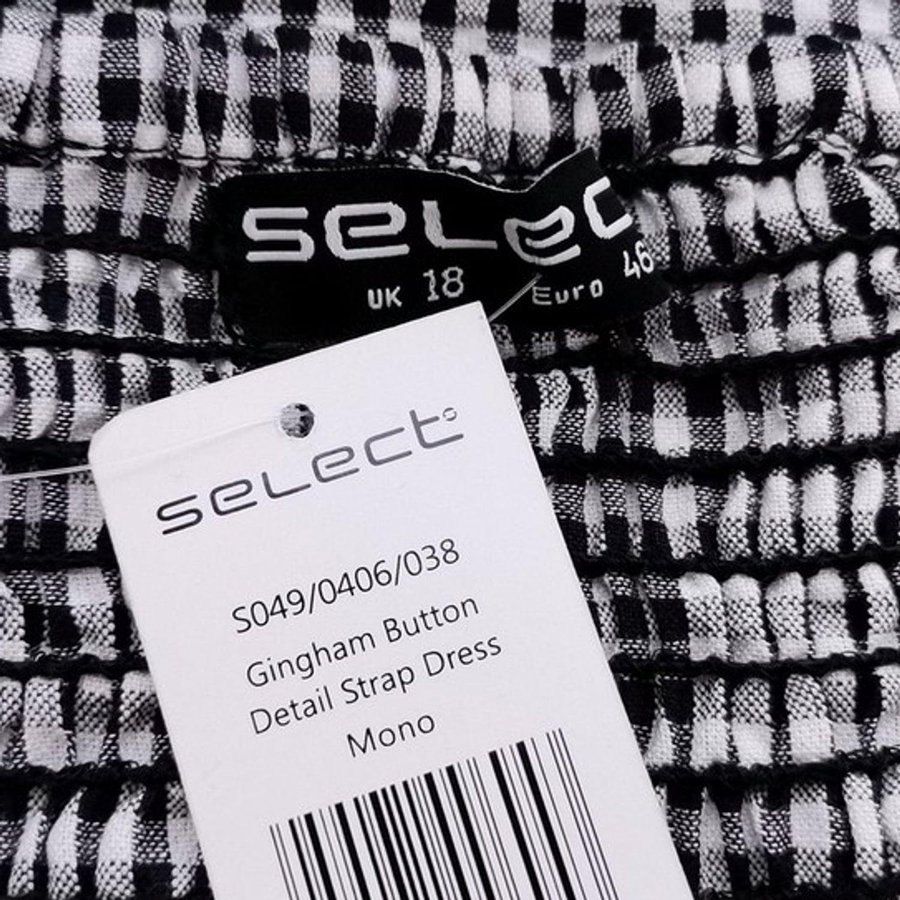 select
UK 18 Euro 46
select
S049/0406/038
Gingham Button
Detail Strap Dress
Mono